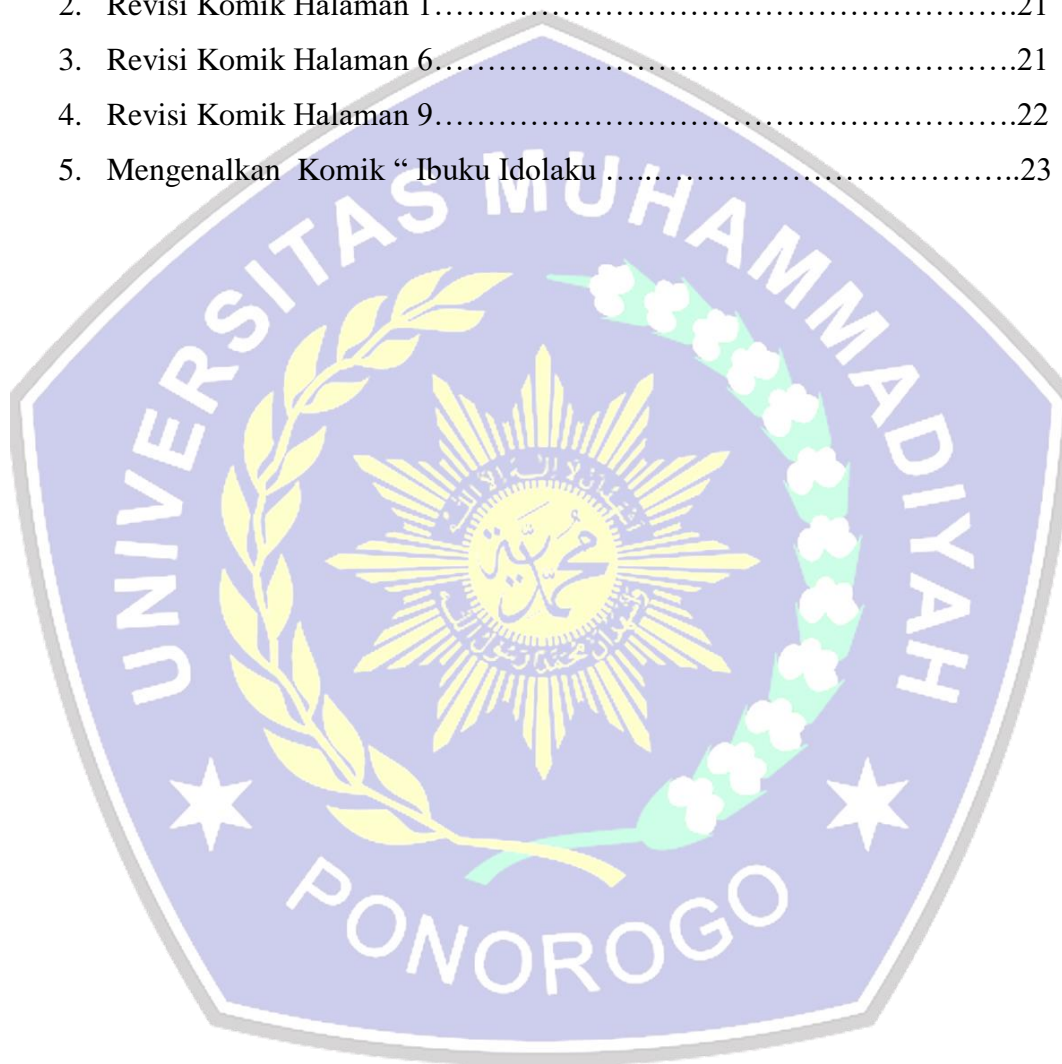 2. Revisi Komik Halaman 1……………………………………………….21
3. Revisi Komik Halaman 6……………………………………………….21
4. Revisi Komik Halaman 9……………………………………………….22
5. Mengenalkan Komik “ Ibuku Idolaku ….……………………………..23
UNIVERSITAS MUHAMMADIYAH
محمدية
PONOROGO